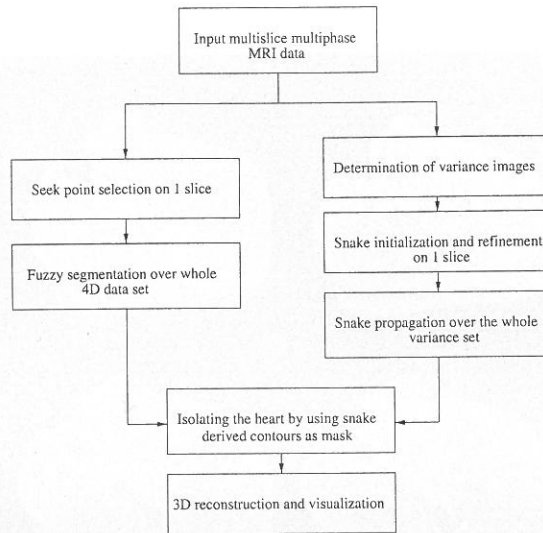 Input multislice multiphase
MRI data
Seek point selection on 1 slice
Fuzzy segmentation over whole
4D data set
Determination of variance images
Snake initialization and refinement
on 1 slice
Snake propagation over the whole
variance set
Isolating the heart by using snake
derived contours as mask
3D reconstruction and visualization